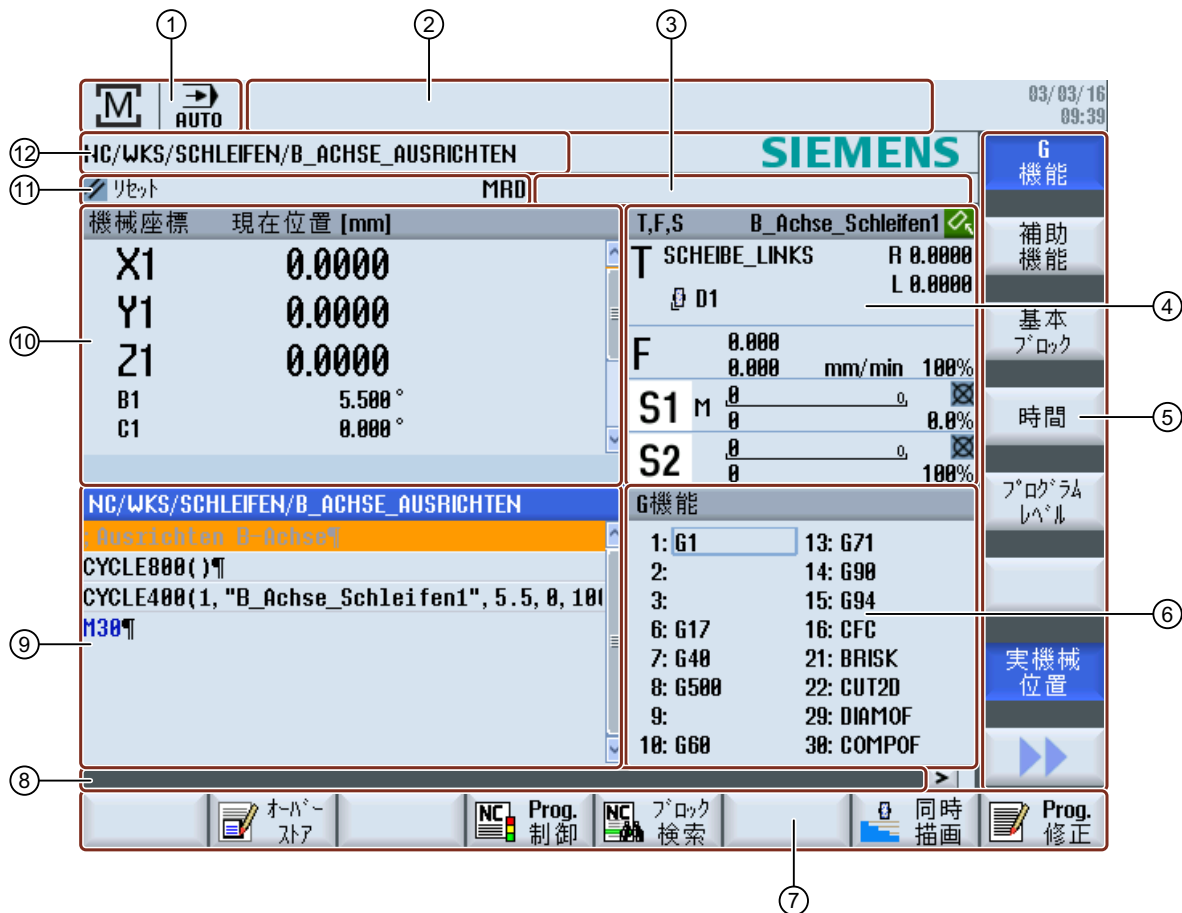 ① ② ③
M AUTO
03/03/16
09:39
⑫ NC/WKS/SCHLEIFEN/B_ACHSE_AUSRICHTEN
SIEMENS
⑪ リセット MRD
機械座標 現在位置 [mm]
X1 0.0000
Y1 0.0000
⑩
Z1 0.0000
B1 5.500 °
C1 0.000 °
T,F,S B_Achse_Schleifen1
T SCHEIBE_LINKS R 0.0000
L 0.0000
D1
④
F 0.000
0.000 mm/min 100%
S1 M 0 0
0 0.0%
S2 0 0
0 100%
G
機能
補助
機能
基本
ブロック
時間
⑤
プログラム
レベル
実機械
位置
NC/WKS/SCHLEIFEN/B_ACHSE_AUSRICHTEN
;Ausrichten B-Achse¶
CYCLE800()¶
CYCLE400(1,"B_Achse_Schleifen1",5.5,0,100
M30¶
⑨
G機能
1: G1 13: G71
2: 14: G90
3: 15: G94
6: G17 16: CFC
7: G40 21: BRISK
8: G500 22: CUT2D
9: 29: DIAMOF
10: G60 30: COMPOF
⑥
⑧ >
オーバー
ストア
NC Prog.
制御
NC ブロック
検索
同時
描画
Prog.
修正
⑦